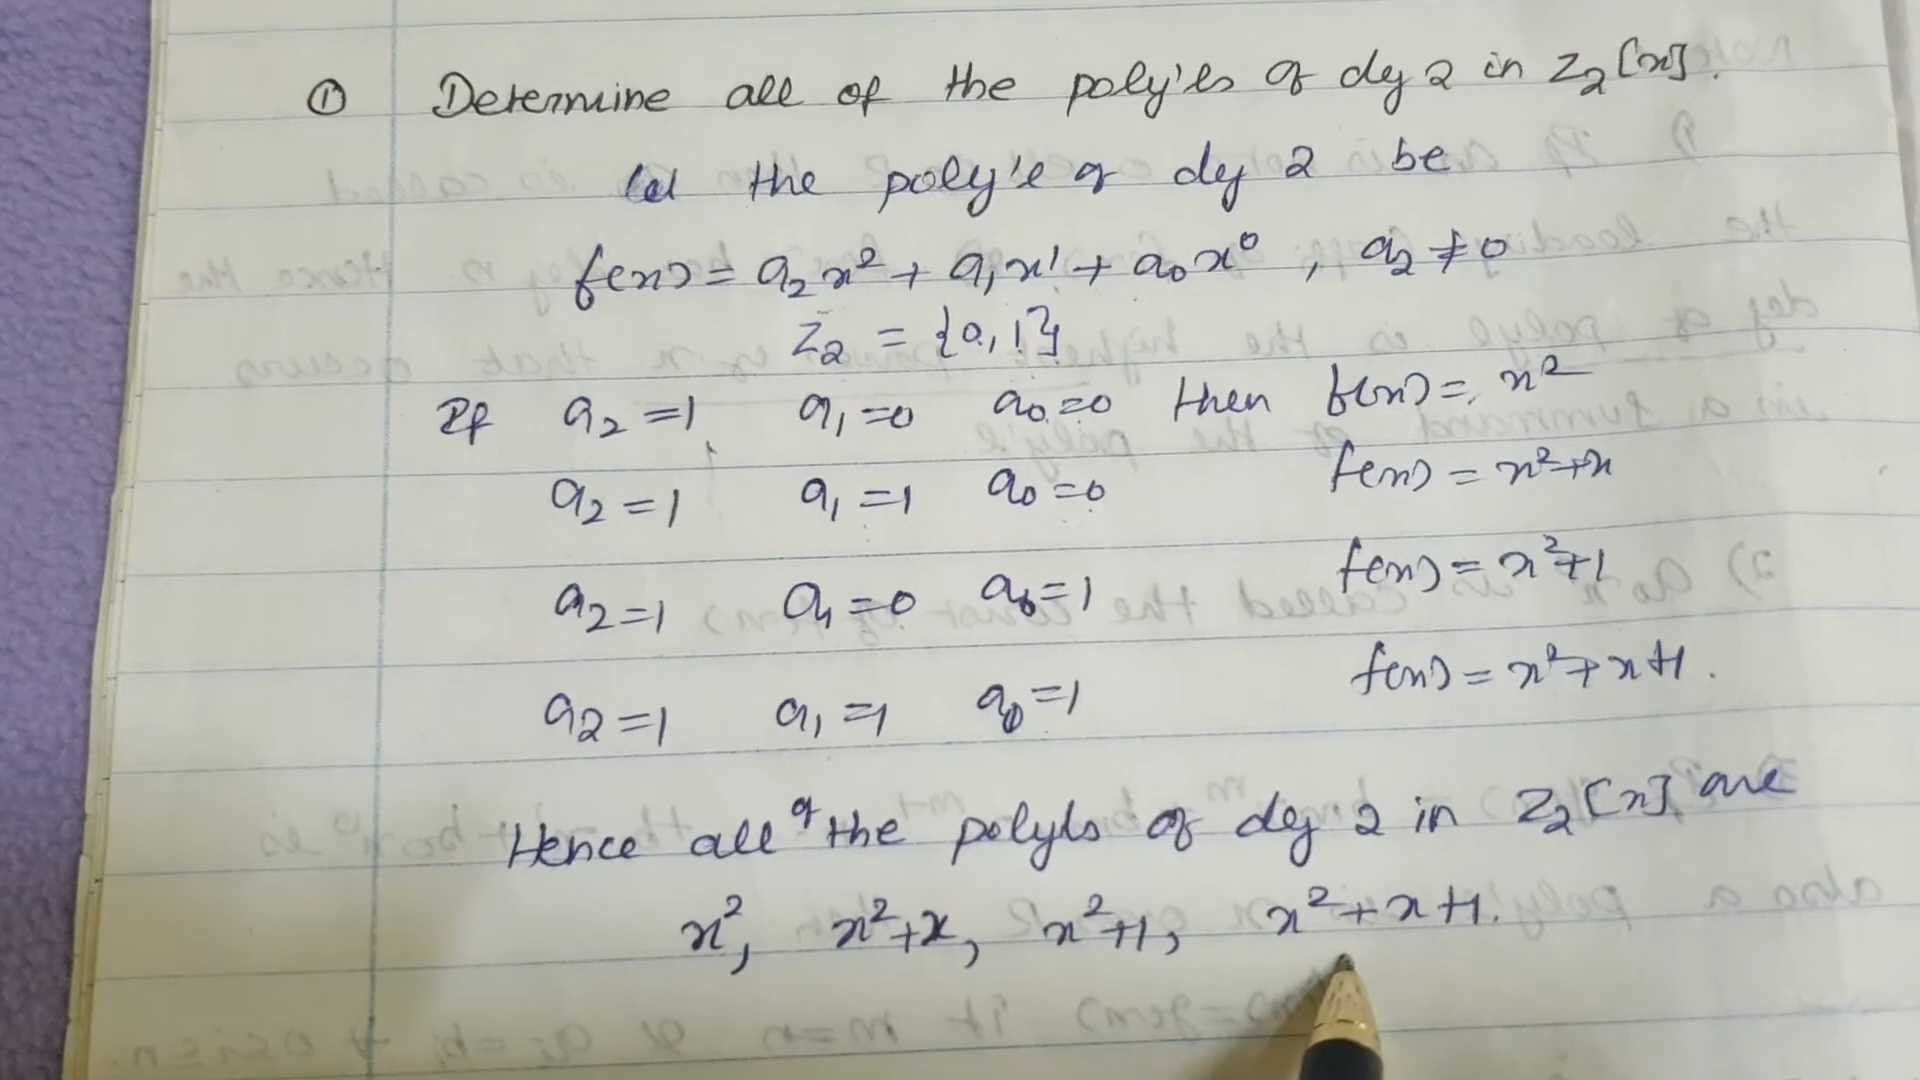 ① Determine all of the poly'ls of deg 2 in Z₂[x].
let the poly'l of deg 2 be
f(x) = a₂x² + a₁x¹ + a₀x⁰, a₂ ≠ 0
Z₂ = {0, 1}
If a₂ = 1 a₁ = 0 a₀ = 0 then f(x) = x²
a₂ = 1 a₁ = 1 a₀ = 0 f(x) = x² + x
a₂ = 1 a₁ = 0 a₀ = 1 f(x) = x² + 1
a₂ = 1 a₁ = 1 a₀ = 1 f(x) = x² + x + 1.
Hence all of the polyls of deg 2 in Z₂[x] are
x², x² + x, x² + 1, x² + x + 1.